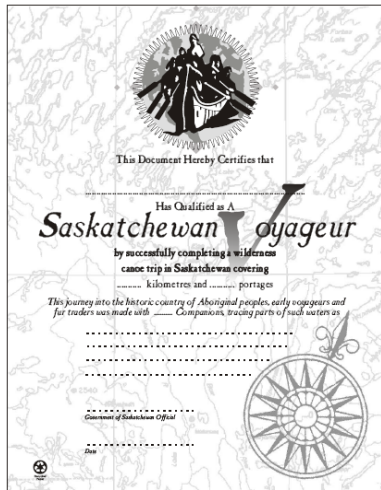 This Document Hereby Certifies that
Has Qualified as A
Saskatchewan Voyageur
by successfully completing a wilderness
canoe trip in Saskatchewan covering
.......... kilometres and .......... portages
This journey into the historic country of Aboriginal peoples, early voyageurs and
fur traders was made with ........ Companions, tracing parts of such waters as
Government of Saskatchewan Official
Date